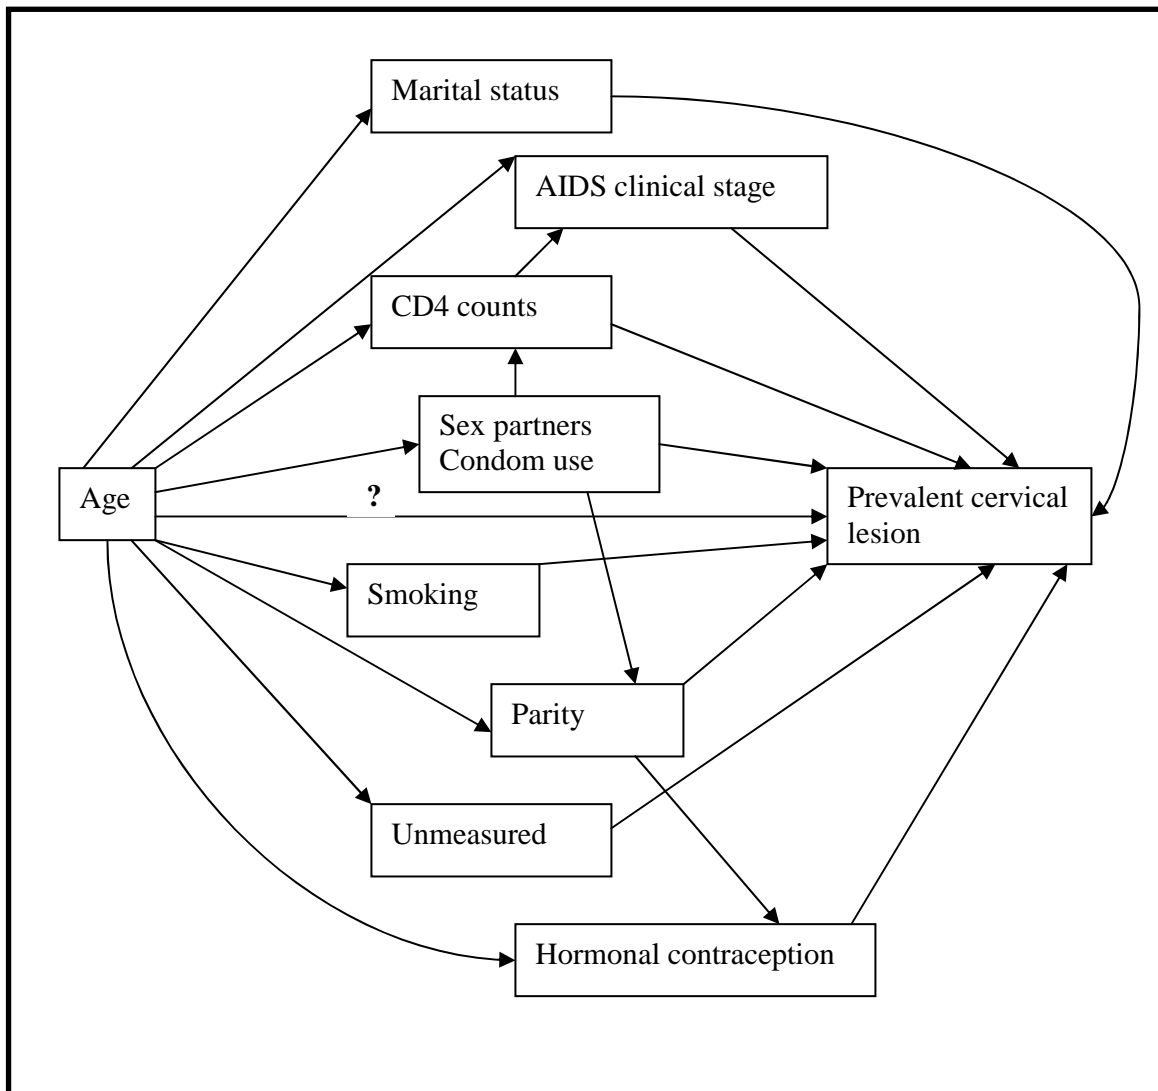 Marital status
AIDS clinical stage
CD4 counts
Sex partners
Condom use
Age
?
Prevalent cervical
lesion
Smoking
Parity
Unmeasured
Hormonal contraception